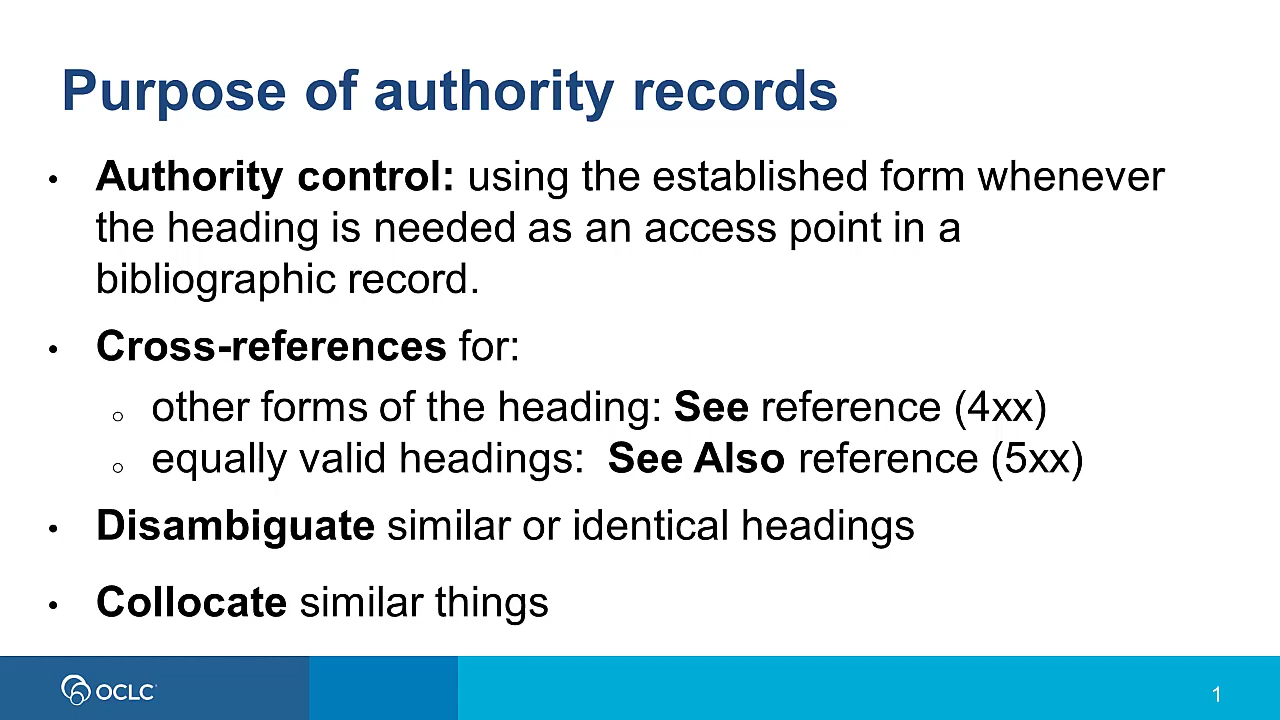 Purpose of authority records
• Authority control: using the established form whenever
the heading is needed as an access point in a
bibliographic record.
• Cross-references for:
o other forms of the heading: See reference (4xx)
o equally valid headings:  See Also reference (5xx)
• Disambiguate similar or identical headings
• Collocate similar things
OCLC
1